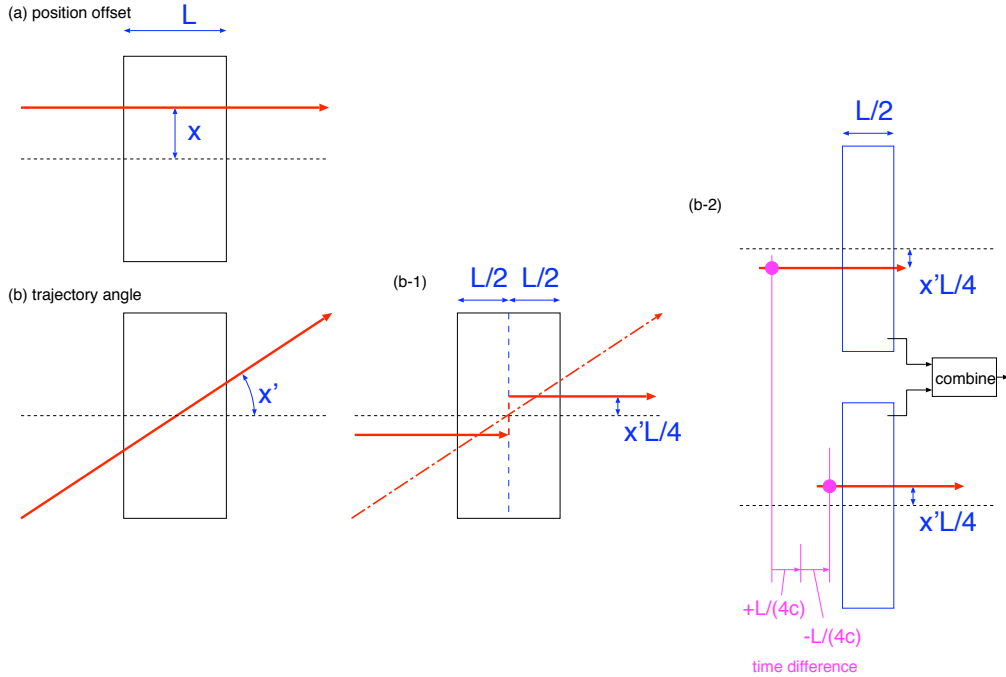 (a) position offset
L
x
(b) trajectory angle
x'
(b-1)
L/2
L/2
x'L/4
(b-2)
L/2
x'L/4
combine
x'L/4
+L/(4c)
-L/(4c)
time difference